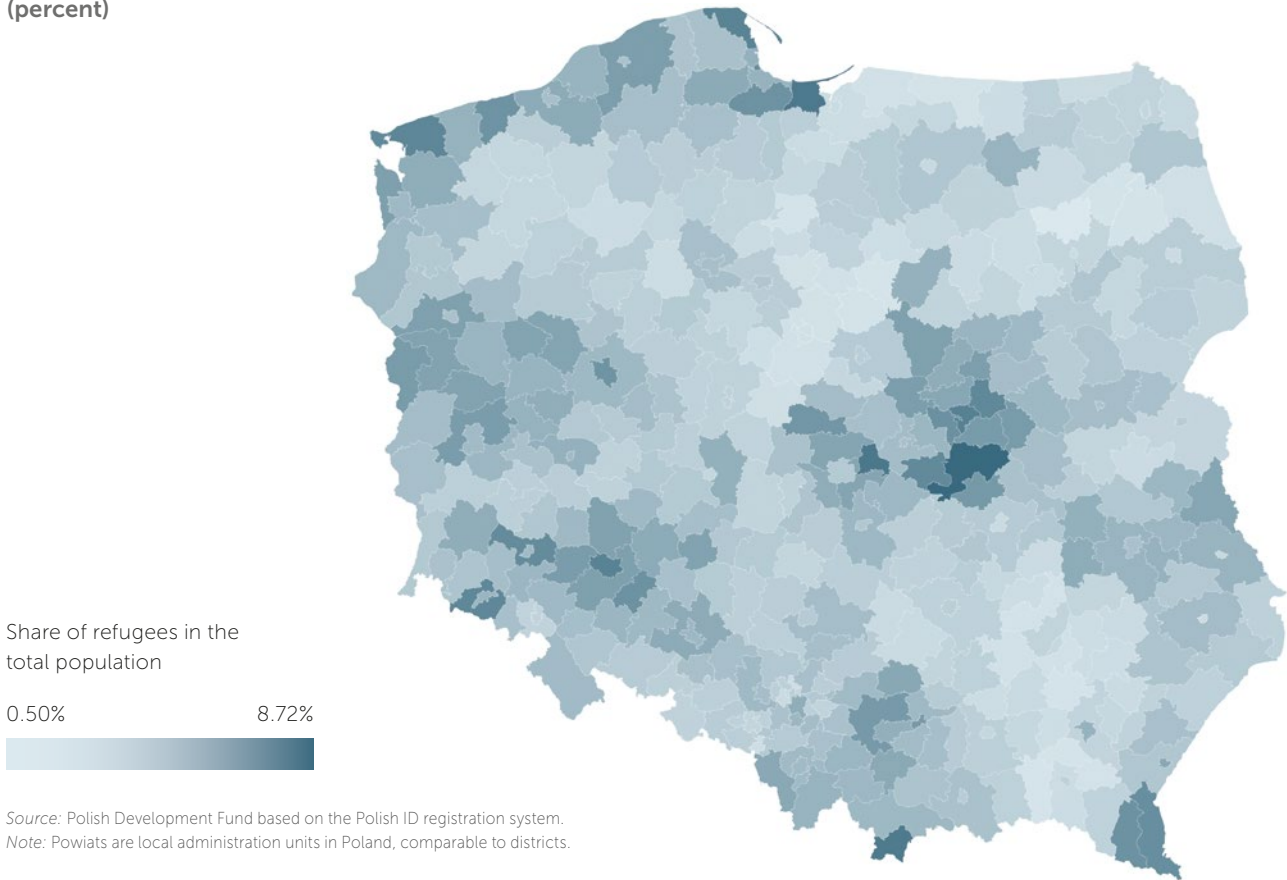 (percent)
Share of refugees in the
total population
0.50% 8.72%
Source: Polish Development Fund based on the Polish ID registration system.
Note: Powiats are local administration units in Poland, comparable to districts.